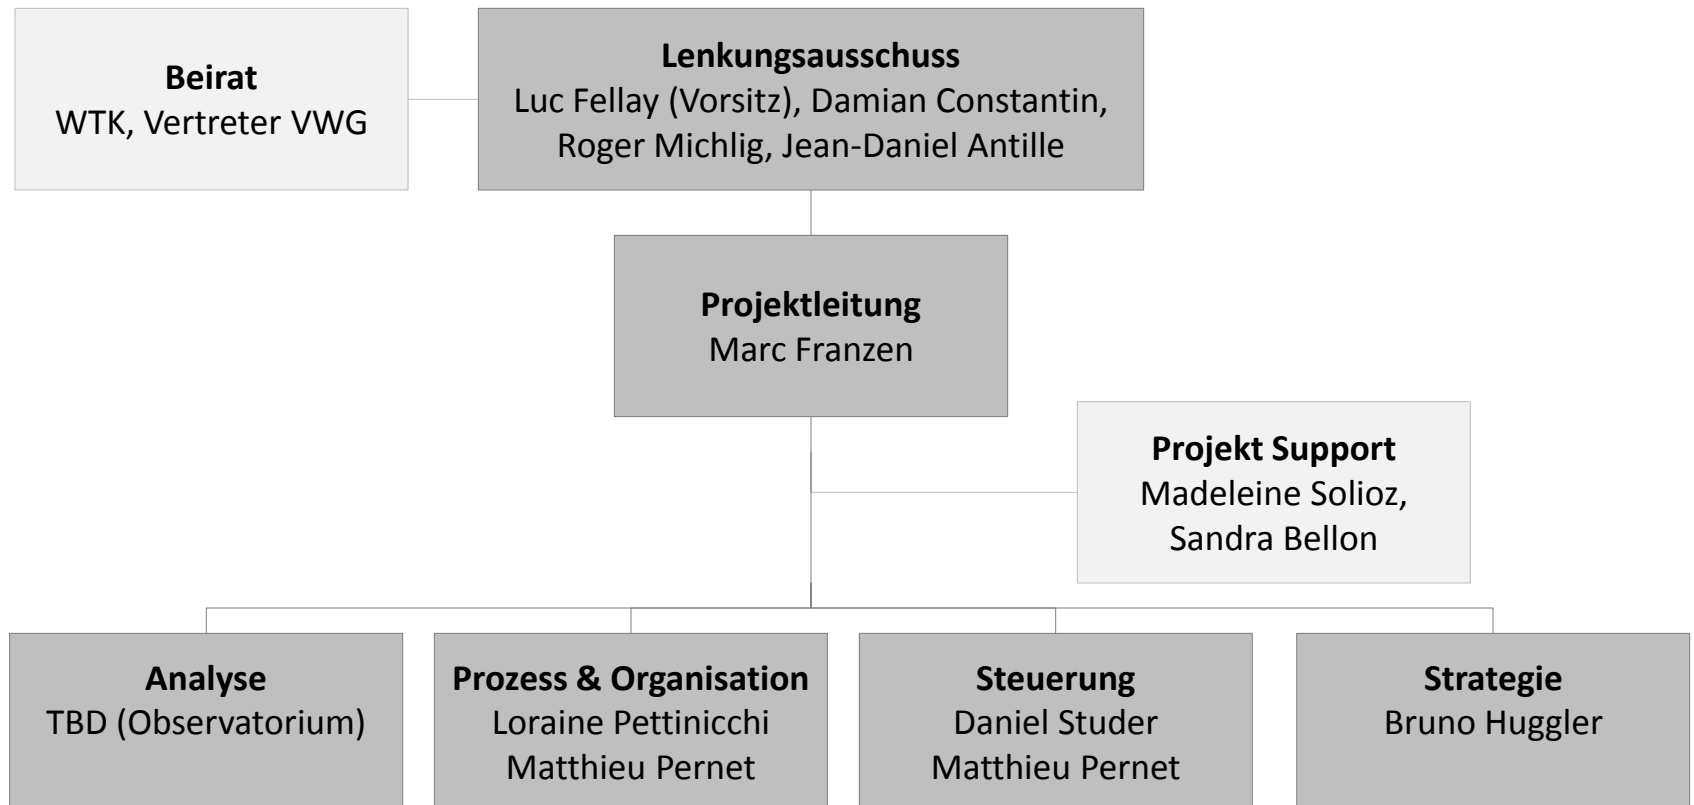 Beirat
WTK, Vertreter VWG
Lenkungsausschuss
Luc Fellay (Vorsitz), Damian Constantin,
Roger Michlig, Jean-Daniel Antille
Projektleitung
Marc Franzen
Projekt Support
Madeleine Solioz,
Sandra Bellon
Analyse
TBD (Observatorium)
Prozess & Organisation
Loraine Pettinicchi
Matthieu Pernet
Steuerung
Daniel Studer
Matthieu Pernet
Strategie
Bruno Huggler